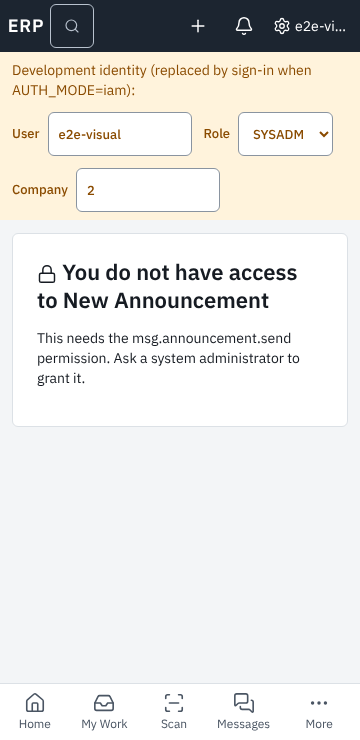 ERP
e2e-vi...
Development identity (replaced by sign-in when
AUTH_MODE=iam):
User
e2e-visual
Role
SYSADM
Company
2
You do not have access
to New Announcement
This needs the msg.announcement.send
permission. Ask a system administrator to
grant it.
Home
My Work
Scan
Messages
More